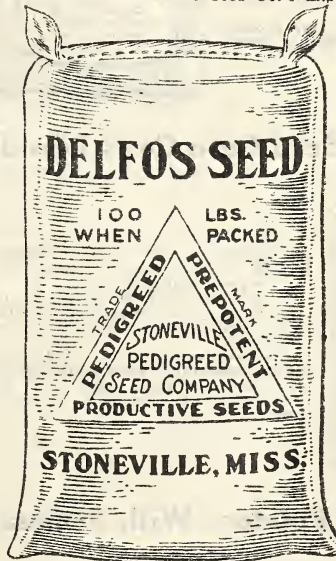 DELFOS SEED
100 LBS.
WHEN PACKED
TRADE MARK
PEDIGREED
PREPOTENT
STONEVILLE
PEDIGREED
SEED COMPANY
PRODUCTIVE SEEDS
STONEVILLE, MISS.